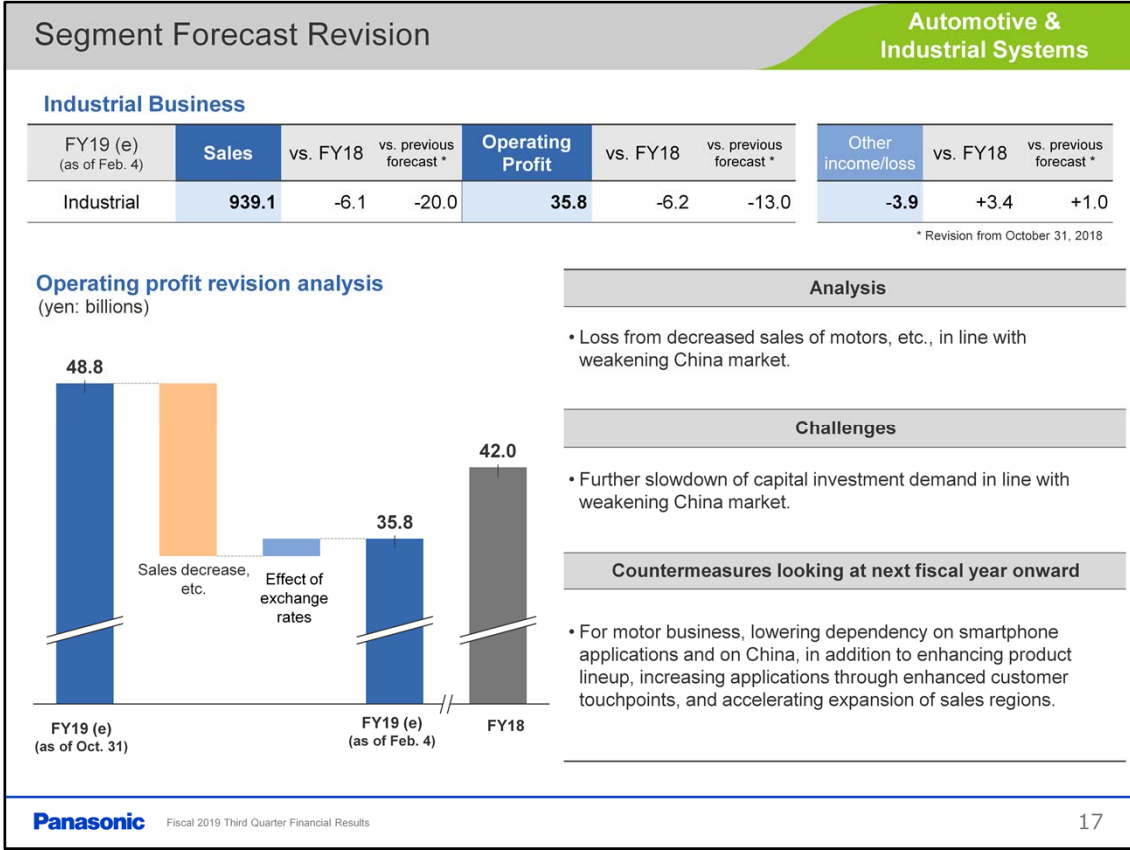 Segment Forecast Revision
Automotive &
Industrial Systems
Industrial Business
FY19 (e)
(as of Feb. 4)
Sales
vs. FY18
vs. previous
forecast *
Operating
Profit
vs. FY18
vs. previous
forecast *
Other
income/loss
vs. FY18
vs. previous
forecast *
Industrial 939.1 -6.1 -20.0 35.8 -6.2 -13.0 -3.9 +3.4 +1.0
* Revision from October 31, 2018
Operating profit revision analysis
(yen: billions)
48.8
Sales decrease,
etc.
Effect of
exchange
rates
35.8
42.0
FY19 (e)
(as of Oct. 31)
FY19 (e)
(as of Feb. 4)
FY18
Analysis
• Loss from decreased sales of motors, etc., in line with
weakening China market.
Challenges
• Further slowdown of capital investment demand in line with
weakening China market.
Countermeasures looking at next fiscal year onward
• For motor business, lowering dependency on smartphone
applications and on China, in addition to enhancing product
lineup, increasing applications through enhanced customer
touchpoints, and accelerating expansion of sales regions.
Panasonic
Fiscal 2019 Third Quarter Financial Results
17